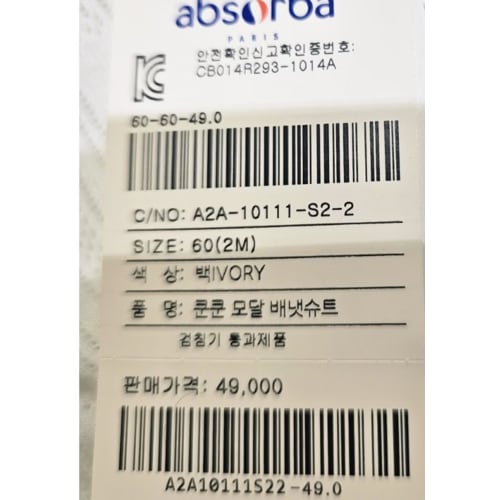 absorba
PARIS
안전확인신고확인증번호:
CB014R293-1014A
60-60-49.0
C/NO: A2A-10111-S2-2
SIZE: 60(2M)
색 상: 백IVORY
품 명: 쿤쿤 모달 배냇슈트
검침기 통과제품
판매가격: 49,000
A2A10111S22-49.0